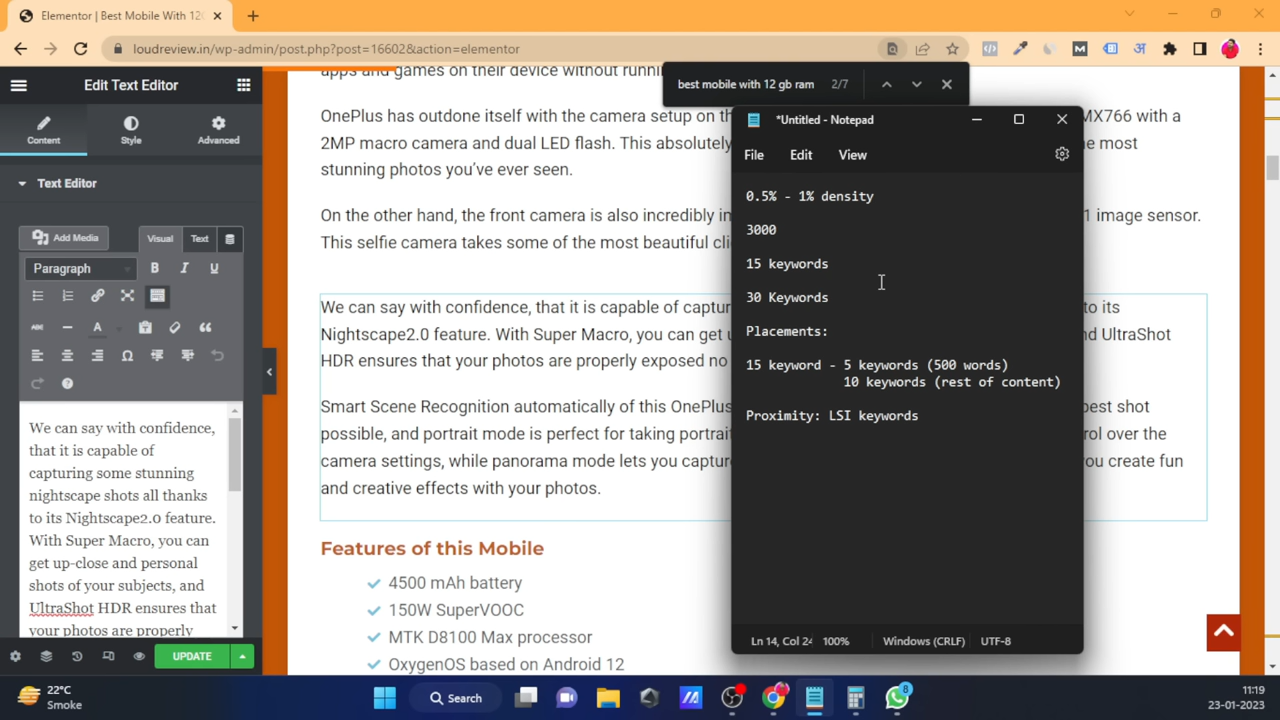 Elementor | Best Mobile With 12G
loudreview.in/wp-admin/post.php?post=16602&action=elementor
Edit Text Editor
Content
Style
Advanced
Text Editor
Add Media
Visual
Text
Paragraph
B
I
U
ABC
A
We can say with confidence,
that it is capable of
capturing some stunning
nightscape shots all thanks
to its Nightscape2.0 feature.
With Super Macro, you can
get up-close and personal
shots of your subjects, and
UltraShot HDR ensures that
your photos are properly
UPDATE
apps and games on their device without runni
OnePlus has outdone itself with the camera setup on th
MX766 with a
2MP macro camera and dual LED flash. This absolutely
e most
stunning photos you've ever seen.
On the other hand, the front camera is also incredibly in
1 image sensor.
This selfie camera takes some of the most beautiful cli
We can say with confidence, that it is capable of captur
to its
Nightscape2.0 feature. With Super Macro, you can get u
nd UltraShot
HDR ensures that your photos are properly exposed no
Smart Scene Recognition automatically of this OnePlus
best shot
possible, and portrait mode is perfect for taking portrait
rol over the
camera settings, while panorama mode lets you captur
you create fun
and creative effects with your photos.
Features of this Mobile
4500 mAh battery
150W SuperVOOC
MTK D8100 Max processor
OxygenOS based on Android 12
best mobile with 12 gb ram 2/7
*Untitled - Notepad
File
Edit
View
0.5% - 1% density
3000
15 keywords
30 Keywords
Placements:
15 keyword - 5 keywords (500 words)
10 keywords (rest of content)
Proximity: LSI keywords
Ln 14, Col 24
100%
Windows (CRLF)
UTF-8
22°C
Smoke
Search
8
11:19
23-01-2023